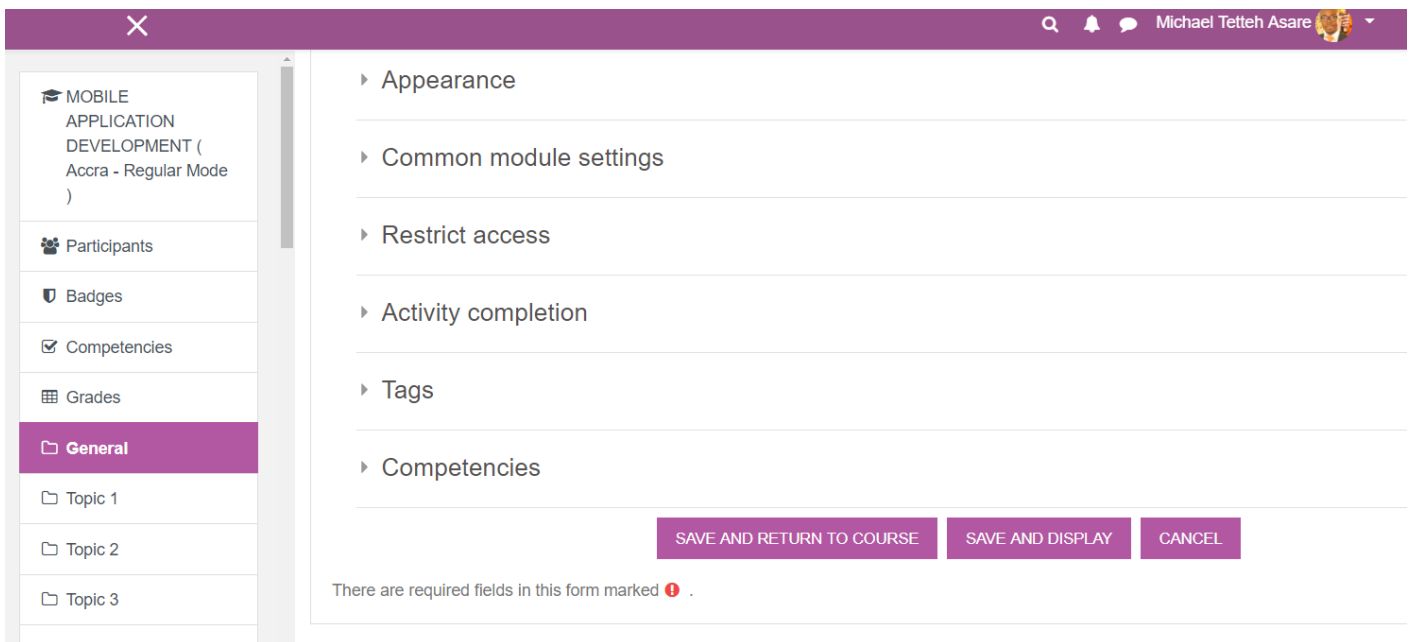 Michael Tetteh Asare
MOBILE
APPLICATION
DEVELOPMENT (
Accra - Regular Mode
)
Participants
Badges
Competencies
Grades
General
Topic 1
Topic 2
Topic 3
Appearance
Common module settings
Restrict access
Activity completion
Tags
Competencies
SAVE AND RETURN TO COURSE SAVE AND DISPLAY CANCEL
There are required fields in this form marked .